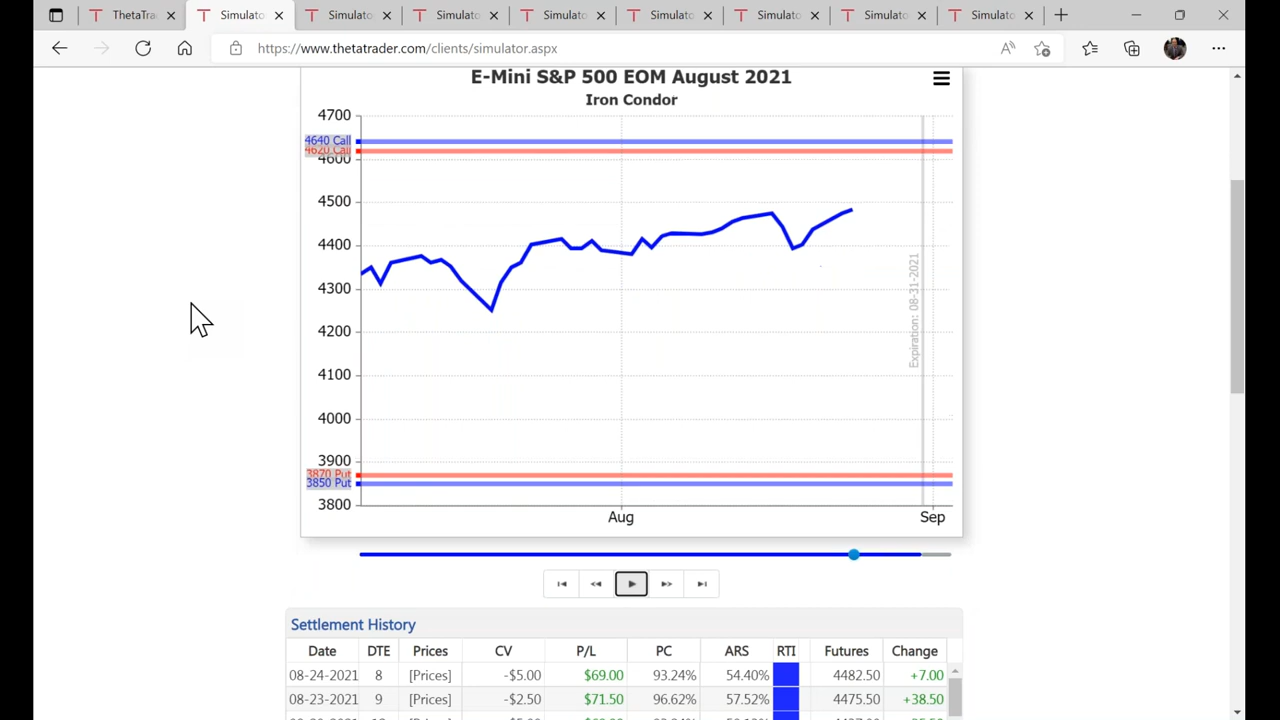 ThetaTra Simulato Simulato Simulato Simulato Simulato Simulato Simulato Simulato
https://www.thetatrader.com/clients/simulator.aspx
E-Mini S&P 500 EOM August 2021
Iron Condor
4700
4640 Call
4620 Call
4600
4500
4400
4300
4200
4100
4000
3900
3870 Put
3850 Put
3800
Expiration: 08-31-2021
Aug Sep
Settlement History
Date DTE Prices CV P/L PC ARS RTI Futures Change
08-24-2021 8 [Prices] -$5.00 $69.00 93.24% 54.40% 4482.50 +7.00
08-23-2021 9 [Prices] -$2.50 $71.50 96.62% 57.52% 4475.50 +38.50